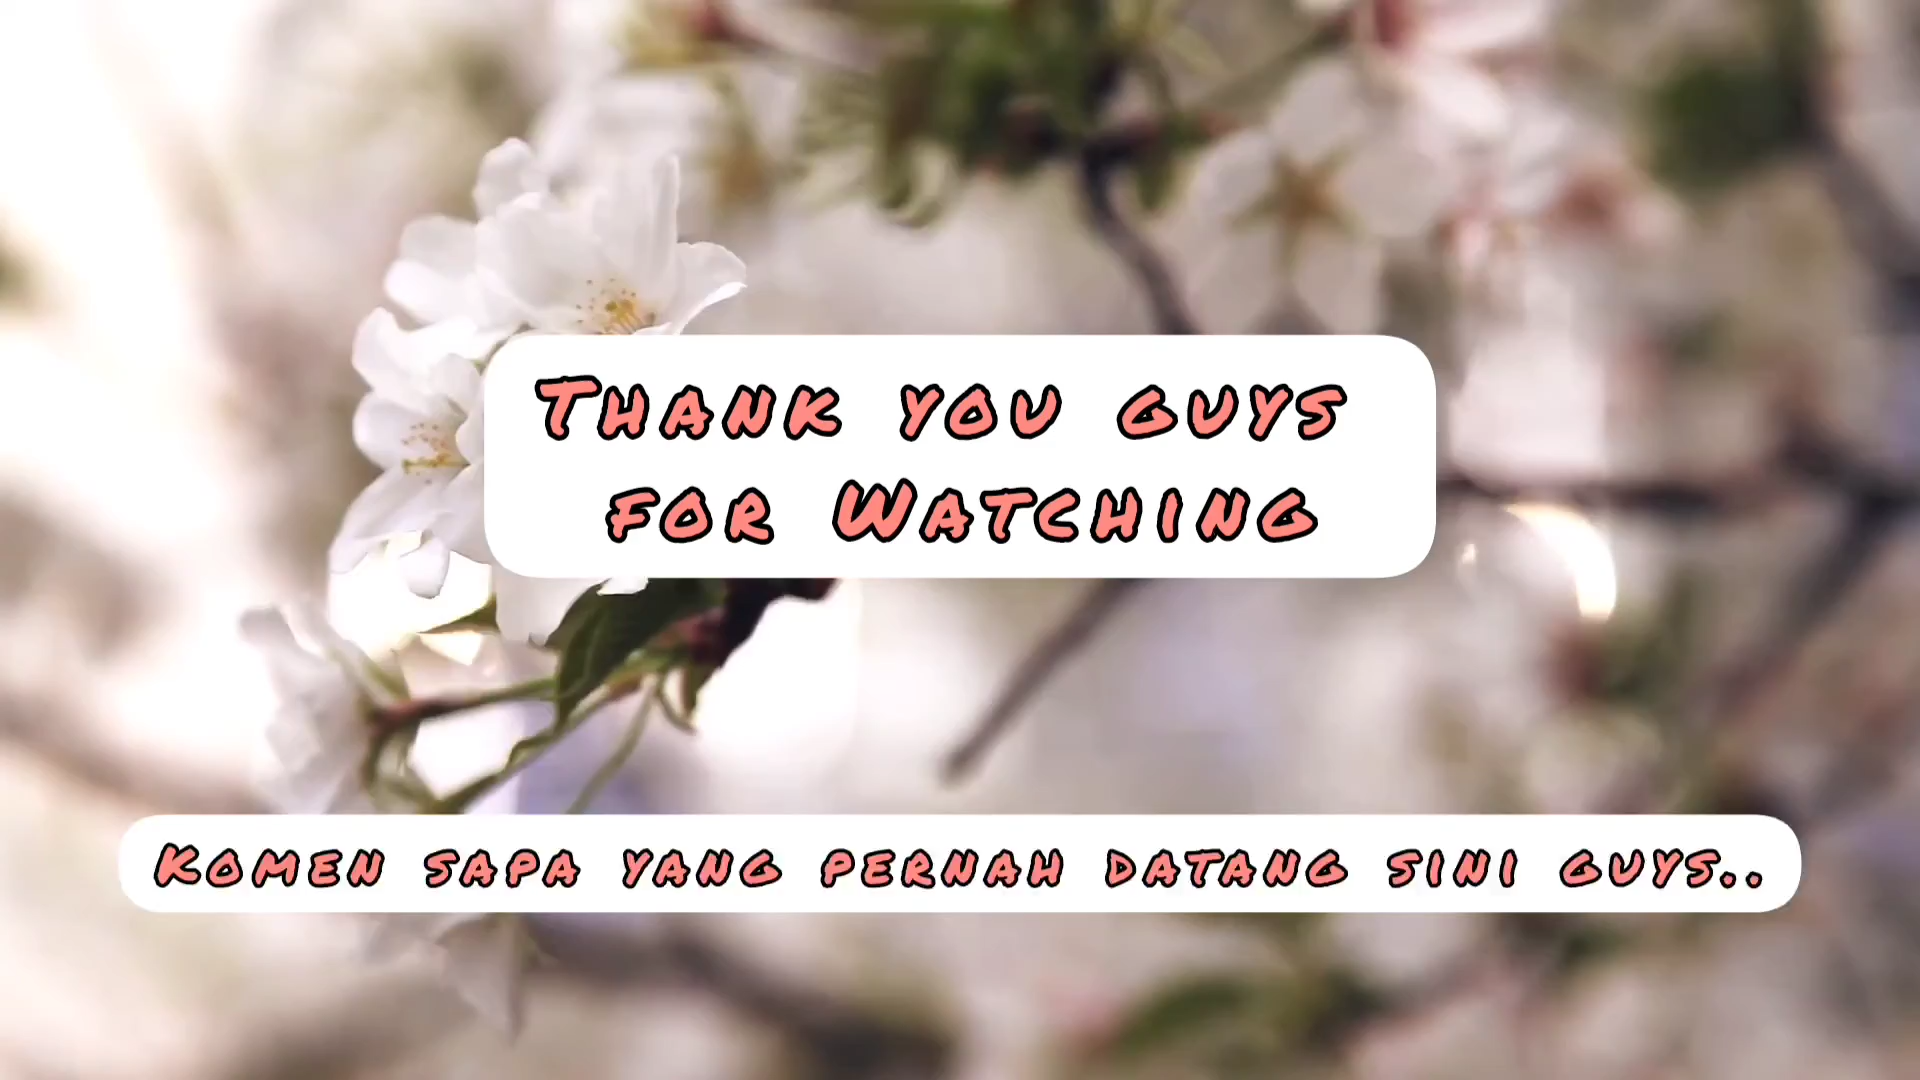 Thank you guys
for Watching
Komen sapa yang pernah datang sini guys..